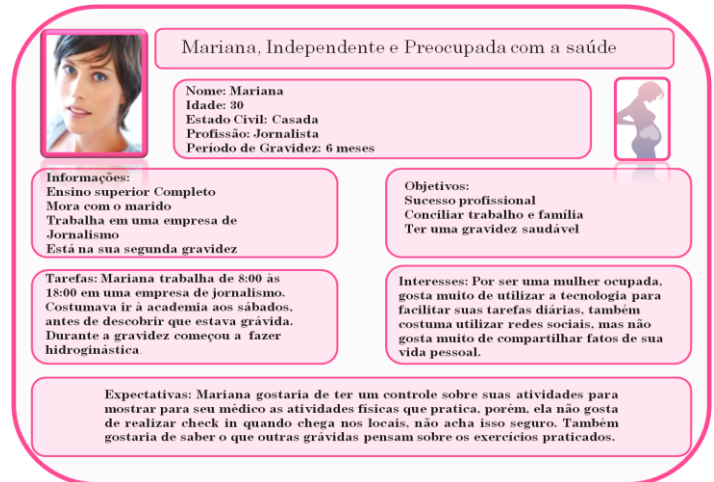 Mariana, Independente e Preocupada com a saúde
Nome: Mariana
Idade: 30
Estado Civil: Casada
Profissão: Jornalista
Período de Gravidez: 6 meses
Informações:
Ensino superior Completo
Mora com o marido
Trabalha em uma empresa de
Jornalismo
Está na sua segunda gravidez
Objetivos:
Sucesso profissional
Conciliar trabalho e família
Ter uma gravidez saudável
Tarefas: Mariana trabalha de 8:00 às
18:00 em uma empresa de jornalismo.
Costumava ir à academia aos sábados,
antes de descobrir que estava grávida.
Durante a gravidez começou a fazer
hidroginástica.
Interesses: Por ser uma mulher ocupada,
gosta muito de utilizar a tecnologia para
facilitar suas tarefas diárias, também
costuma utilizar redes sociais, mas não
gosta muito de compartilhar fatos de sua
vida pessoal.
Expectativas: Mariana gostaria de ter um controle sobre suas atividades para
mostrar para seu médico as atividades físicas que pratica, porém, ela não gosta
de realizar check in quando chega nos locais, não acha isso seguro. Também
gostaria de saber o que outras grávidas pensam sobre os exercícios praticados.